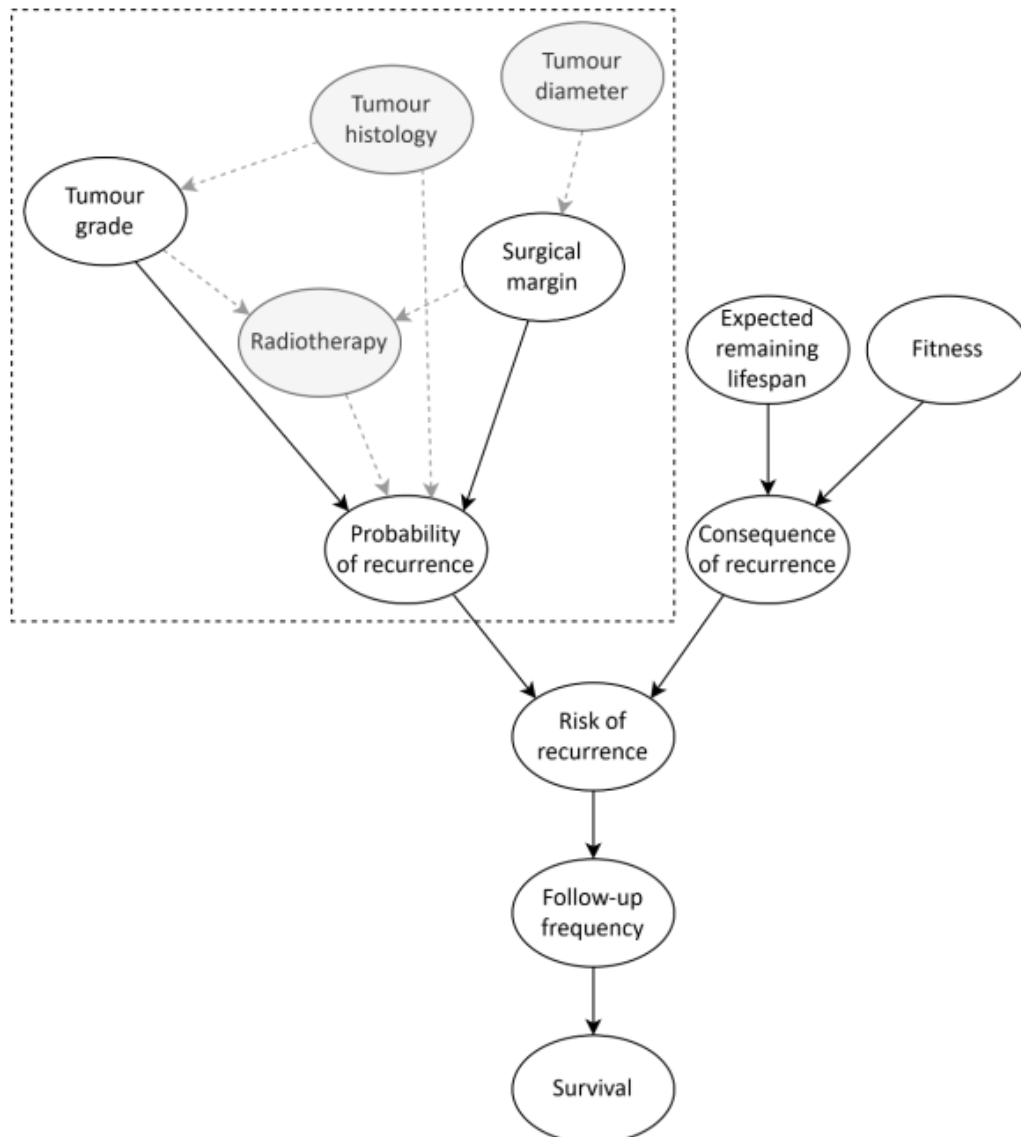 Tumour
diameter
Tumour
histology
Tumour
grade
Surgical
margin
Radiotherapy
Expected
remaining
lifespan
Fitness
Probability
of recurrence
Consequence
of recurrence
Risk of
recurrence
Follow-up
frequency
Survival